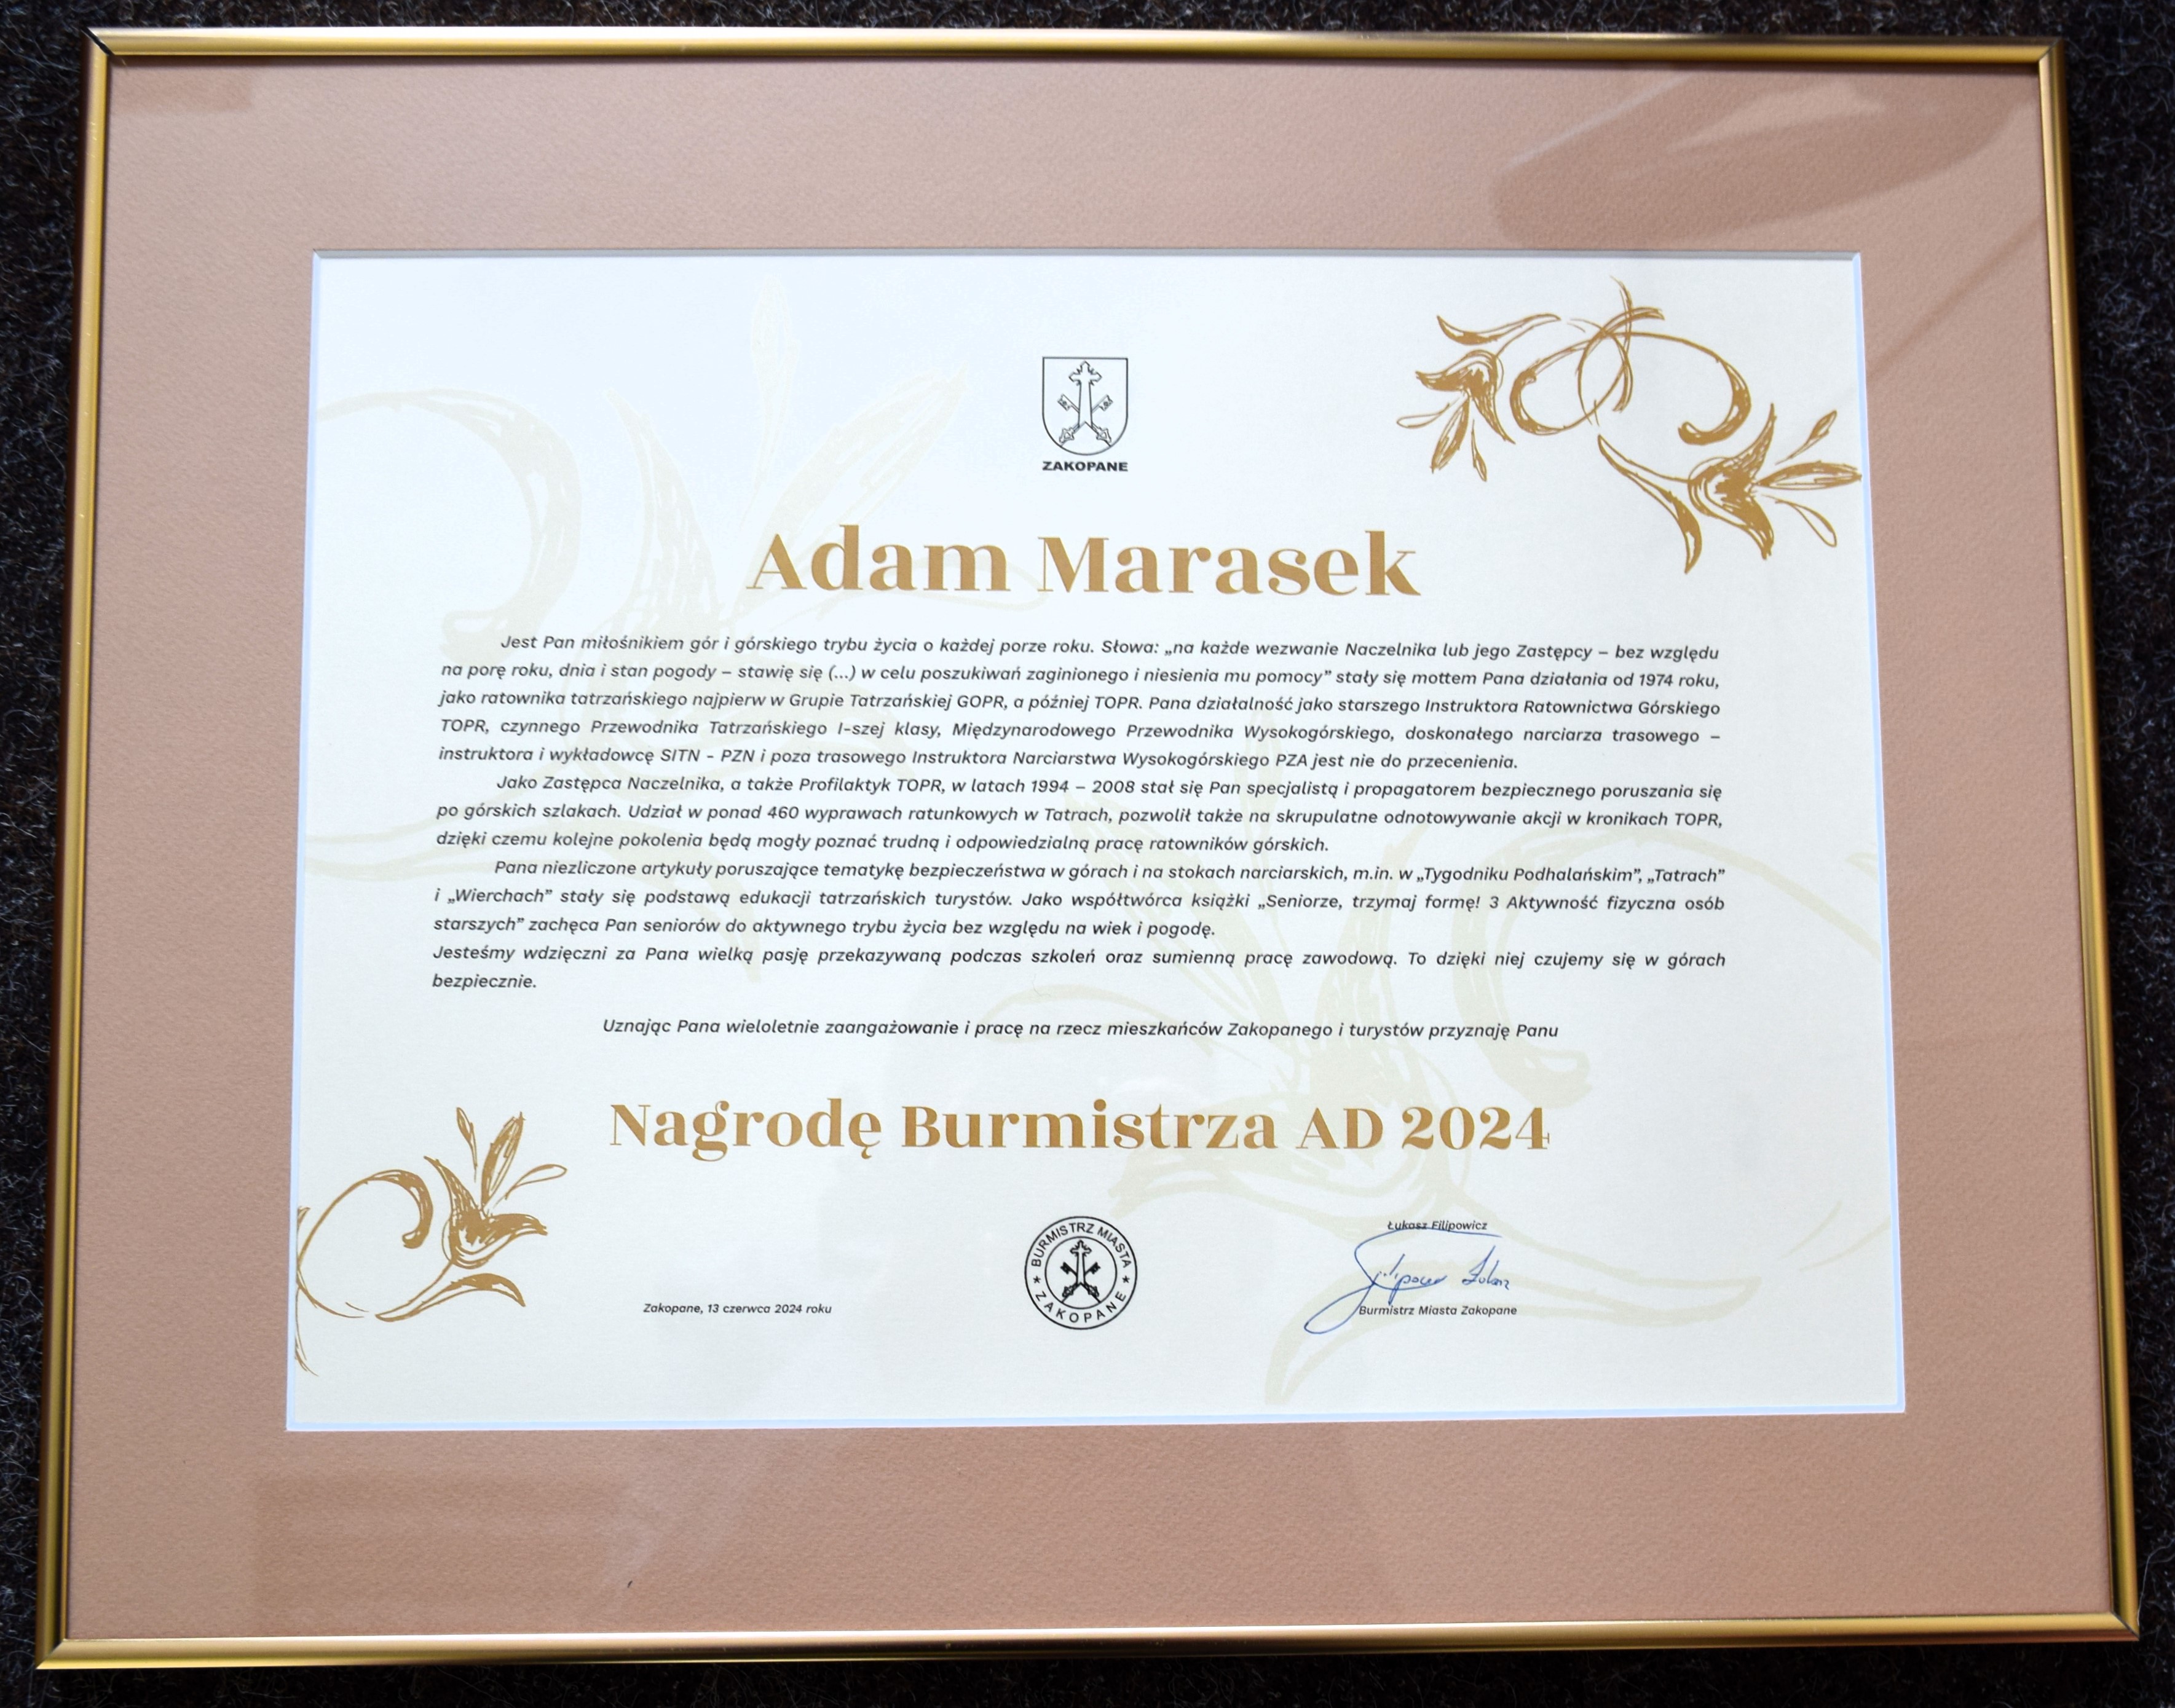 ZAKOPANE
Adam Marasek
Jest Pan miłośnikiem gór i górskiego trybu życia o każdej porze roku. Słowa: „na każde wezwanie Naczelnika lub jego Zastępcy – bez względu
na porę roku, dnia i stan pogody – stawię się (...) w celu poszukiwań zaginionego i niesienia mu pomocy” stały się mottem Pana działania od 1974 roku,
jako ratownika tatrzańskiego najpierw w Grupie Tatrzańskiej GOPR, a później TOPR. Pana działalność jako starszego Instruktora Ratownictwa Górskiego
TOPR, czynnego Przewodnika Tatrzańskiego I-szej klasy, Międzynarodowego Przewodnika Wysokogórskiego, doskonałego narciarza trasowego –
instruktora i wykładowcę SITN - PZN i poza trasowego Instruktora Narciarstwa Wysokogórskiego PZA jest nie do przecenienia.
Jako Zastępca Naczelnika, a także Profilaktyk TOPR, w latach 1994 – 2008 stał się Pan specjalistą i propagatorem bezpiecznego poruszania się
po górskich szlakach. Udział w ponad 460 wyprawach ratunkowych w Tatrach, pozwolił także na skrupulatne odnotowywanie akcji w kronikach TOPR,
dzięki czemu kolejne pokolenia będą mogły poznać trudną i odpowiedzialną pracę ratowników górskich.
Pana niezliczone artykuły poruszające tematykę bezpieczeństwa w górach i na stokach narciarskich, m.in. w „Tygodniku Podhalańskim”, „Tatrach”
i „Wierchach” stały się podstawą edukacji tatrzańskich turystów. Jako współtwórca książki „Seniorze, trzymaj formę! 3 Aktywność fizyczna osób
starszych” zachęca Pan seniorów do aktywnego trybu życia bez względu na wiek i pogodę.
Jesteśmy wdzięczni za Pana wielką pasję przekazywaną podczas szkoleń oraz sumienną pracę zawodową. To dzięki niej czujemy się w górach
bezpiecznie.
Uznając Pana wieloletnie zaangażowanie i pracę na rzecz mieszkańców Zakopanego i turystów przyznaję Panu
Nagrodę Burmistrza AD 2024
Zakopane, 13 czerwca 2024 roku
BURMISTRZ MIASTA
ZAKOPANE
Łukasz Filipowicz
Burmistrz Miasta Zakopane